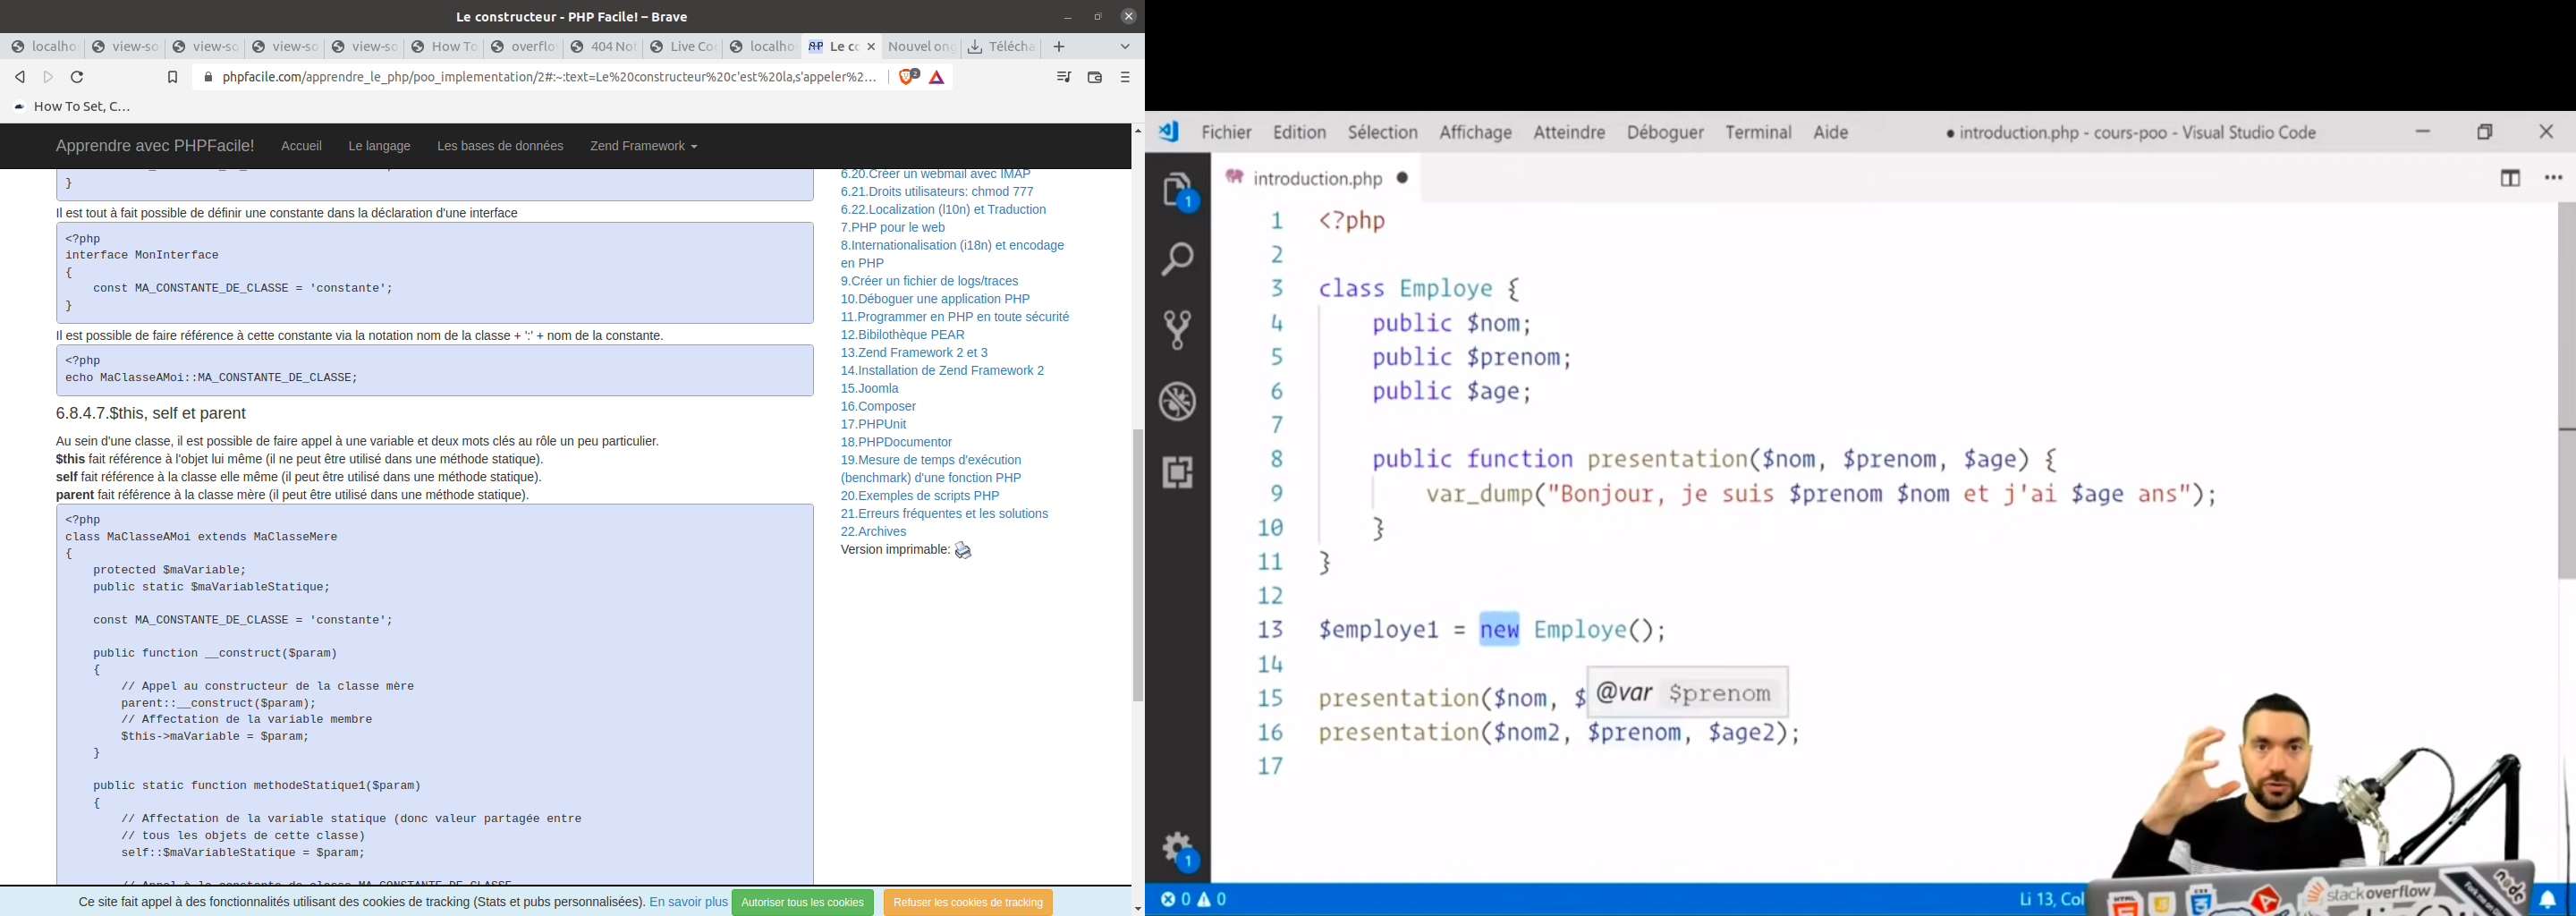 Le constructeur - PHP Facile! – Brave
localho view-so view-so view-so view-so How To overflo 404 Not Live Co localho Le co Nouvel ong Télécha
phpfacile.com/apprendre_le_php/poo_implementation/2#:~:text=Le%20constructeur%20c'est%20la,s'appeler%2... 2
How To Set, C...
Apprendre avec PHPFacile! Accueil Le langage Les bases de données Zend Framework
}
Il est tout à fait possible de définir une constante dans la déclaration d'une interface
<?php
interface MonInterface
{
    const MA_CONSTANTE_DE_CLASSE = 'constante';
}
Il est possible de faire référence à cette constante via la notation nom de la classe + ':' + nom de la constante.
<?php
echo MaClasseAMoi::MA_CONSTANTE_DE_CLASSE;
6.8.4.7.$this, self et parent
Au sein d'une classe, il est possible de faire appel à une variable et deux mots clés au rôle un peu particulier.
$this fait référence à l'objet lui même (il ne peut être utilisé dans une méthode statique).
self fait référence à la classe elle même (il peut être utilisé dans une méthode statique).
parent fait référence à la classe mère (il peut être utilisé dans une méthode statique).
<?php
class MaClasseAMoi extends MaClasseMere
{
    protected $maVariable;
    public static $maVariableStatique;
    const MA_CONSTANTE_DE_CLASSE = 'constante';
    public function __construct($param)
    {
        // Appel au constructeur de la classe mère
        parent::__construct($param);
        // Affectation de la variable membre
        $this->maVariable = $param;
    }
    public static function methodeStatique1($param)
    {
        // Affectation de la variable statique (donc valeur partagée entre
        // tous les objets de cette classe)
        self::$maVariableStatique = $param;
        // Appel à la constante de classe MA_CONSTANTE_DE_CLASSE
6.20.Créer un webmail avec IMAP
6.21.Droits utilisateurs: chmod 777
6.22.Localization (l10n) et Traduction
7.PHP pour le web
8.Internationalisation (i18n) et encodage
en PHP
9.Créer un fichier de logs/traces
10.Déboguer une application PHP
11.Programmer en PHP en toute sécurité
12.Bibilothèque PEAR
13.Zend Framework 2 et 3
14.Installation de Zend Framework 2
15.Joomla
16.Composer
17.PHPUnit
18.PHPDocumentor
19.Mesure de temps d'exécution
(benchmark) d'une fonction PHP
20.Exemples de scripts PHP
21.Erreurs fréquentes et les solutions
22.Archives
Version imprimable:
Ce site fait appel à des fonctionnalités utilisant des cookies de tracking (Stats et pubs personnalisées). En savoir plus Autoriser tous les cookies Refuser les cookies de tracking
Fichier Edition Sélection Affichage Atteindre Déboguer Terminal Aide ● introduction.php - cours-poo - Visual Studio Code
introduction.php ●
1
1 <?php
2
3 class Employe {
4     public $nom;
5     public $prenom;
6     public $age;
7
8     public function presentation($nom, $prenom, $age) {
9         var_dump("Bonjour, je suis $prenom $nom et j'ai $age ans");
10     }
11 }
12
13 $employe1 = new Employe();
14
15 presentation($nom, $
@var $prenom
16 presentation($nom2, $prenom, $age2);
17
1
0 0 Li 13, Col
HTML JS CSS stackoverflow node